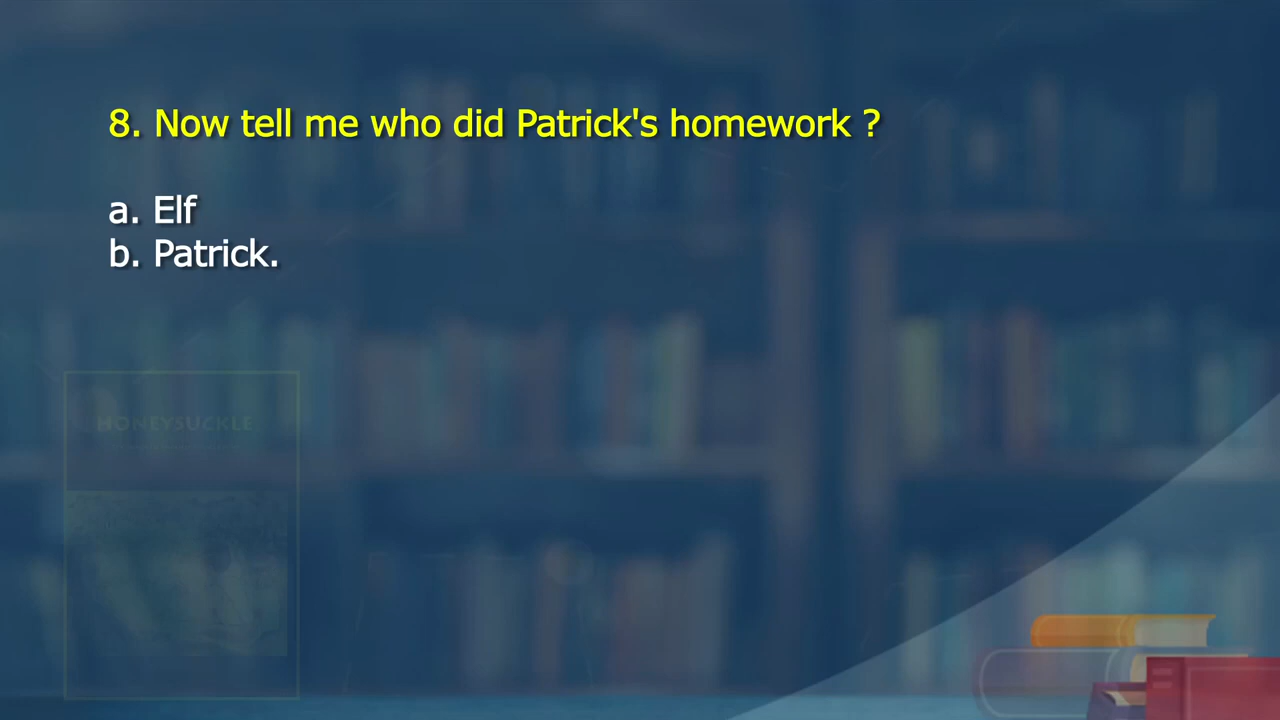 8. Now tell me who did Patrick's homework ?
a. Elf
b. Patrick.
HONEYSUCKLE